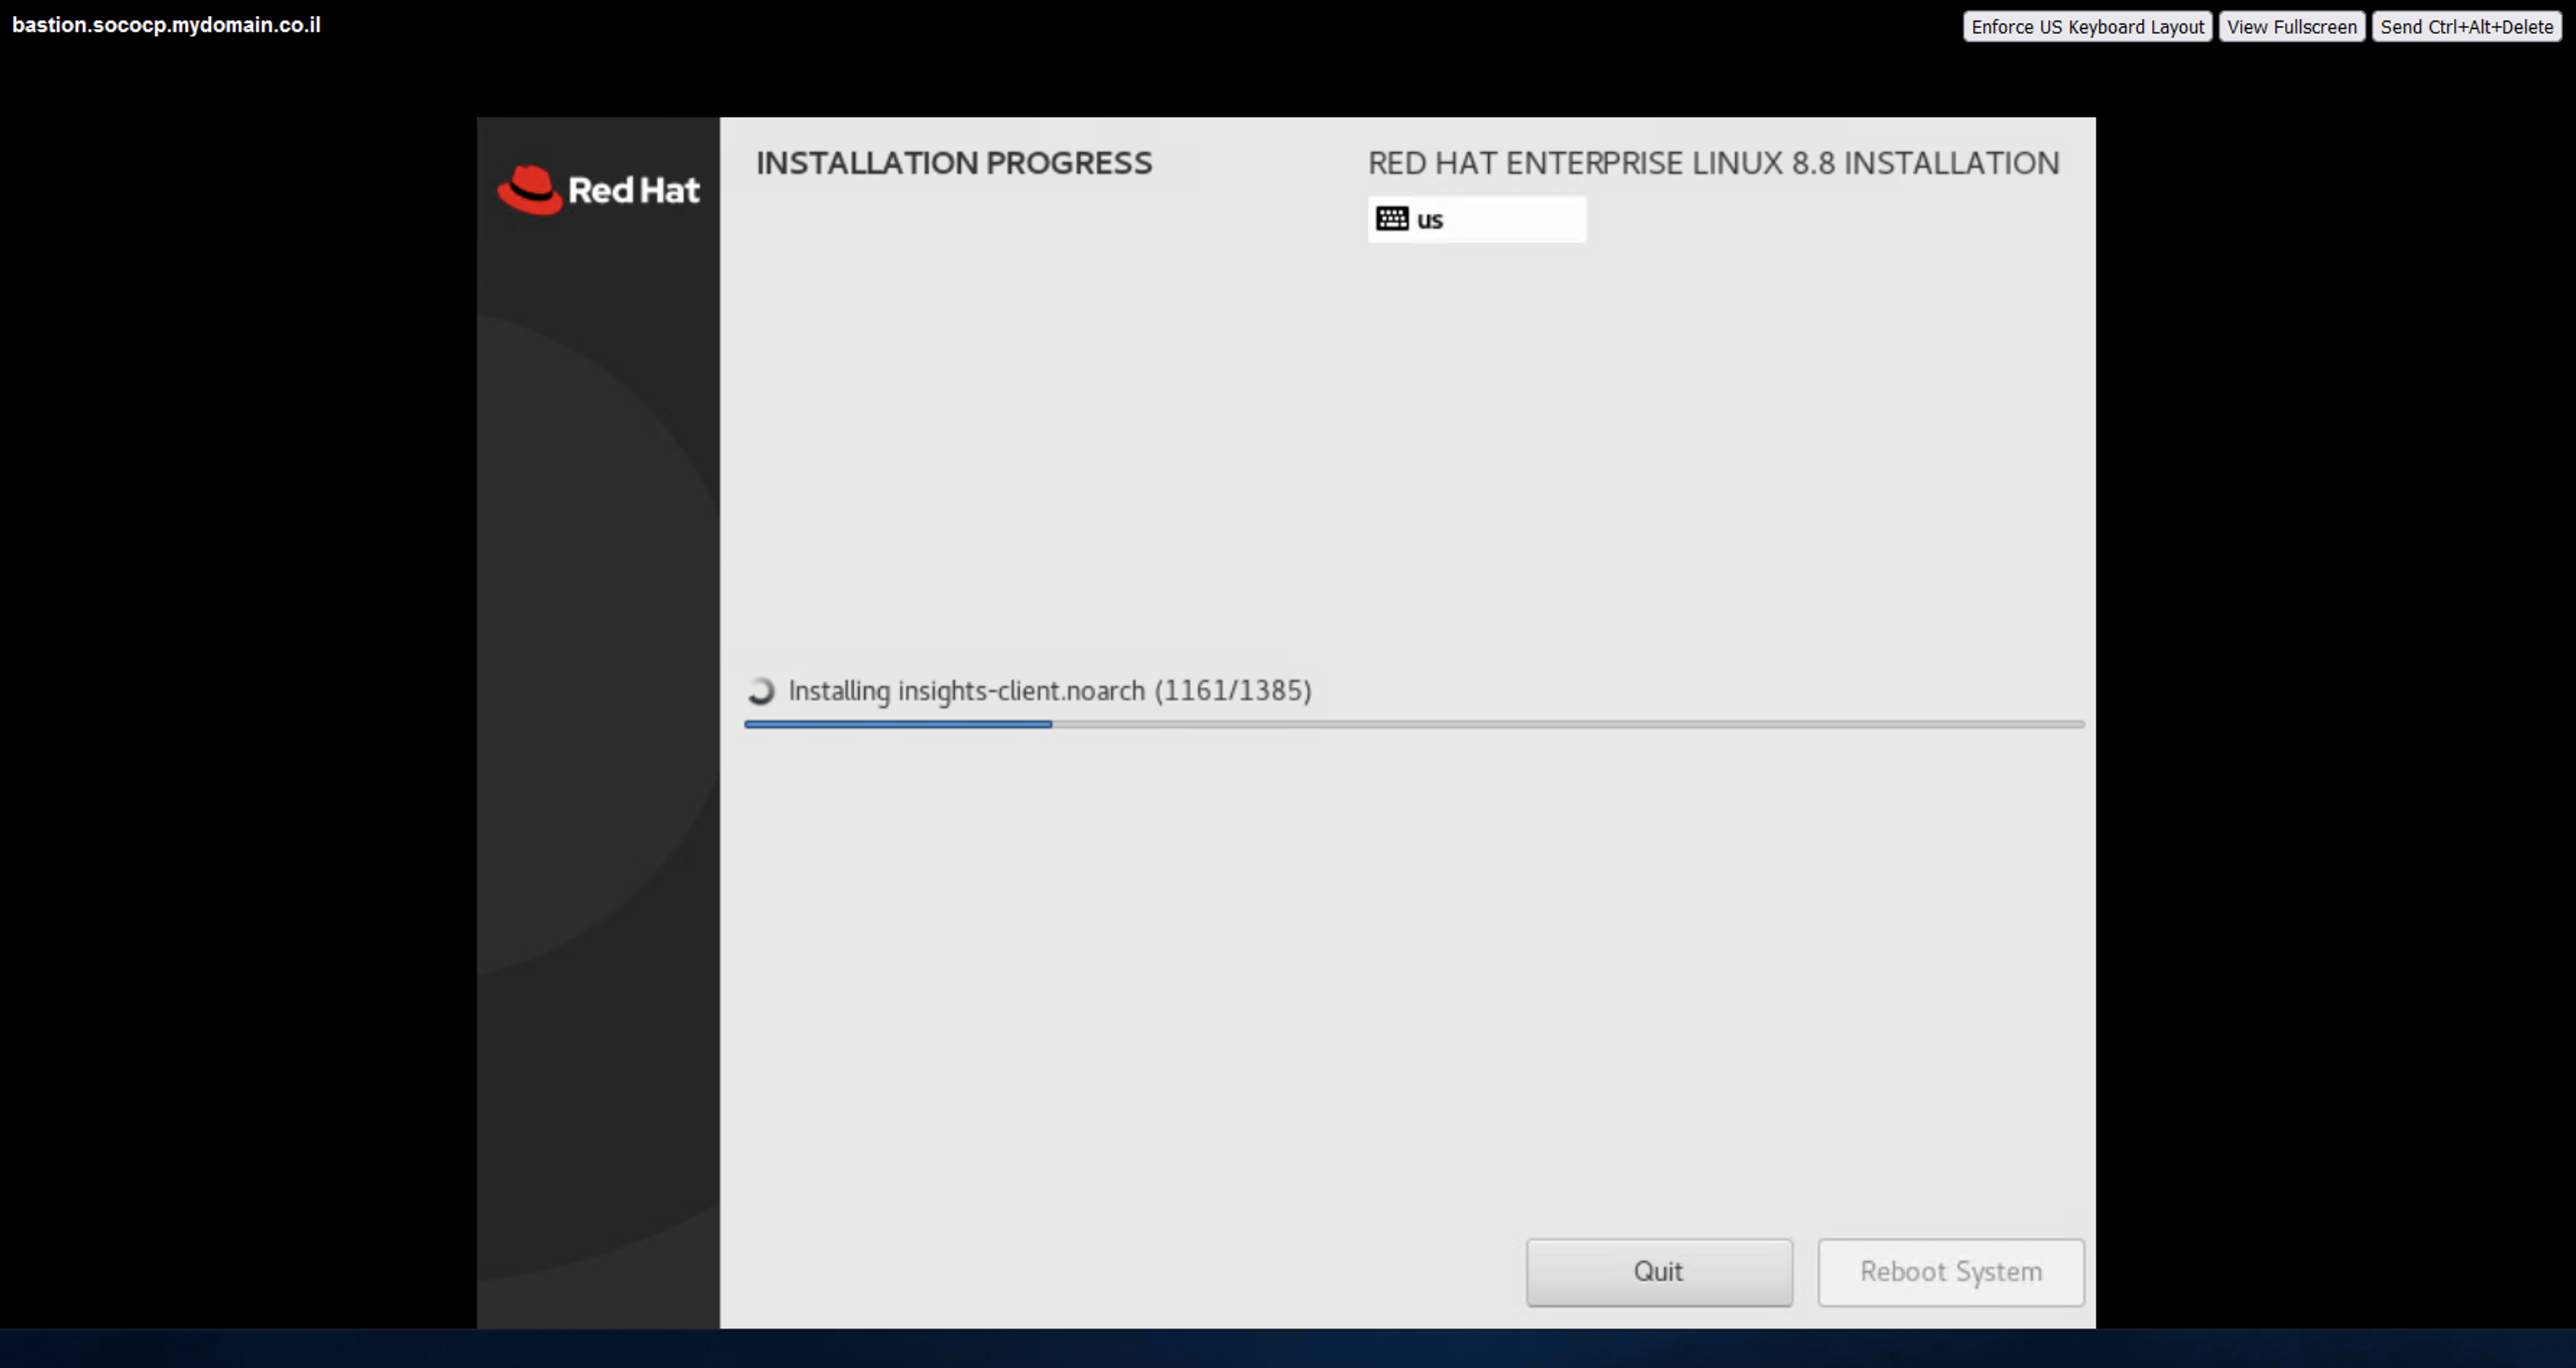 bastion.sococp.mydomain.co.il
Enforce US Keyboard Layout
View Fullscreen
Send Ctrl+Alt+Delete
Red Hat
INSTALLATION PROGRESS
RED HAT ENTERPRISE LINUX 8.8 INSTALLATION
us
Installing insights-client.noarch (1161/1385)
Quit
Reboot System